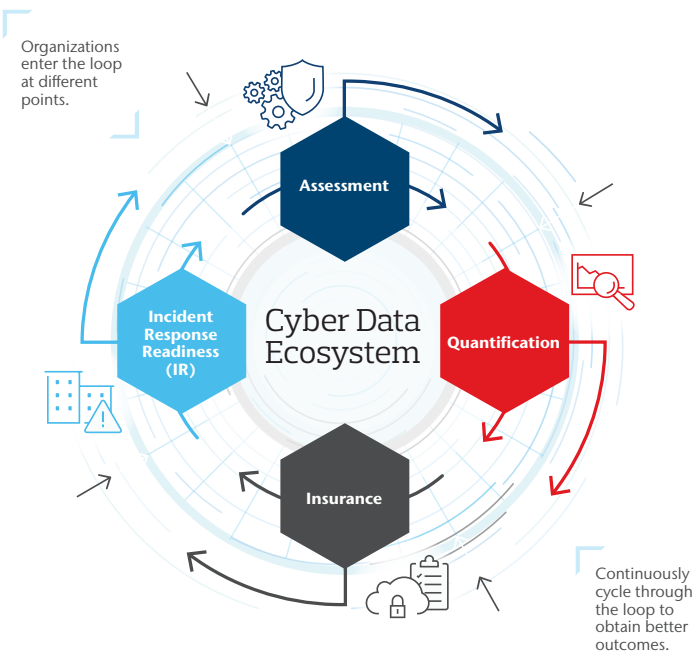 Organizations
enter the loop
at different
points.
Assessment
Incident
Response
Readiness
(IR)
Cyber Data
Ecosystem
Quantification
Insurance
Continuously
cycle through
the loop to
obtain better
outcomes.